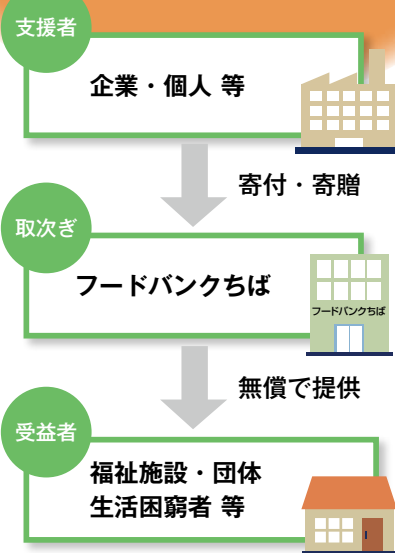 支援者
企業・個人 等
寄付・寄贈
取次ぎ
フードバンクちば
フードバンクちば
無償で提供
受益者
福祉施設・団体
生活困窮者 等